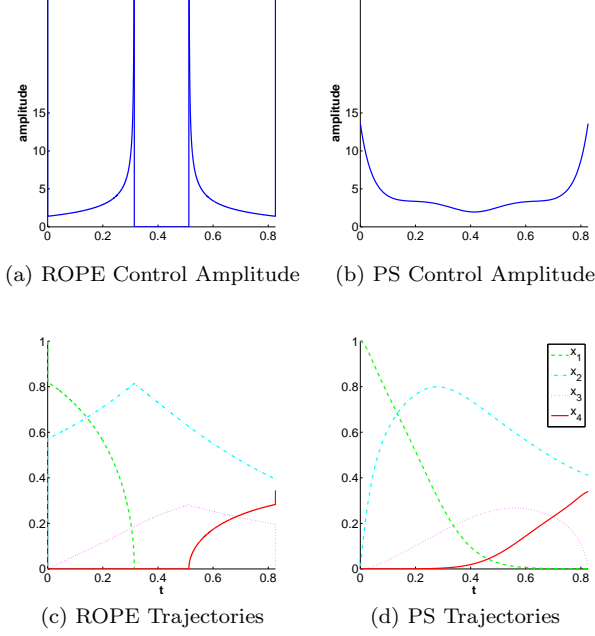 amplitude
15
10
5
0
0 0.2 0.4 0.6 0.8
(a) ROPE Control Amplitude
amplitude
15
10
5
0
0 0.2 0.4 0.6 0.8
(b) PS Control Amplitude
1
0.8
0.6
0.4
0.2
0
0 0.2 0.4 0.6 0.8
t
(c) ROPE Trajectories
1
0.8
0.6
0.4
0.2
0
0 0.2 0.4 0.6 0.8
t
x₁
x₂
x₃
x₄
(d) PS Trajectories